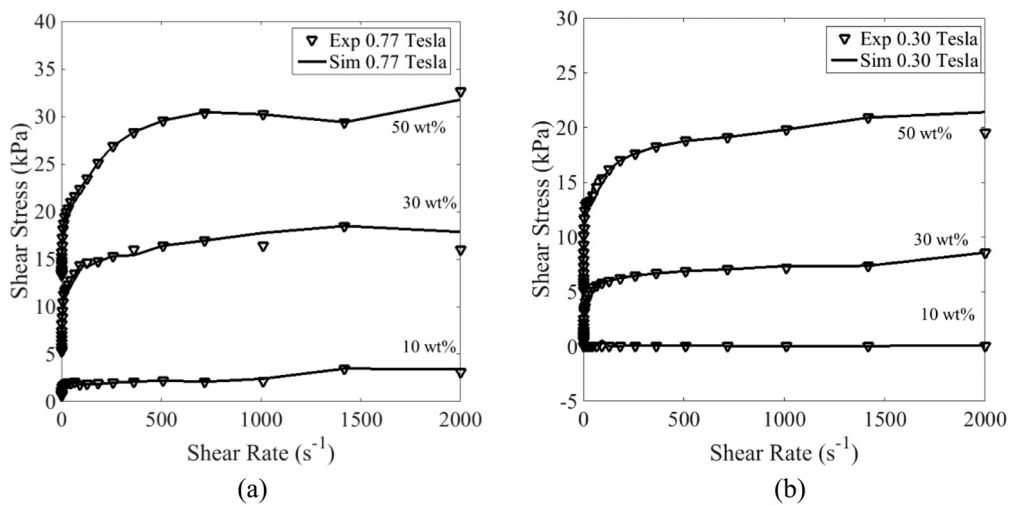 40
35
30
25
20
15
10
5
0
Shear Stress (kPa)
Exp 0.77 Tesla
Sim 0.77 Tesla
50 wt%
30 wt%
10 wt%
0 500 1000 1500 2000
Shear Rate (s⁻¹)
(a)
30
25
20
15
10
5
0
-5
Shear Stress (kPa)
Exp 0.30 Tesla
Sim 0.30 Tesla
50 wt%
30 wt%
10 wt%
0 500 1000 1500 2000
Shear Rate (s⁻¹)
(b)